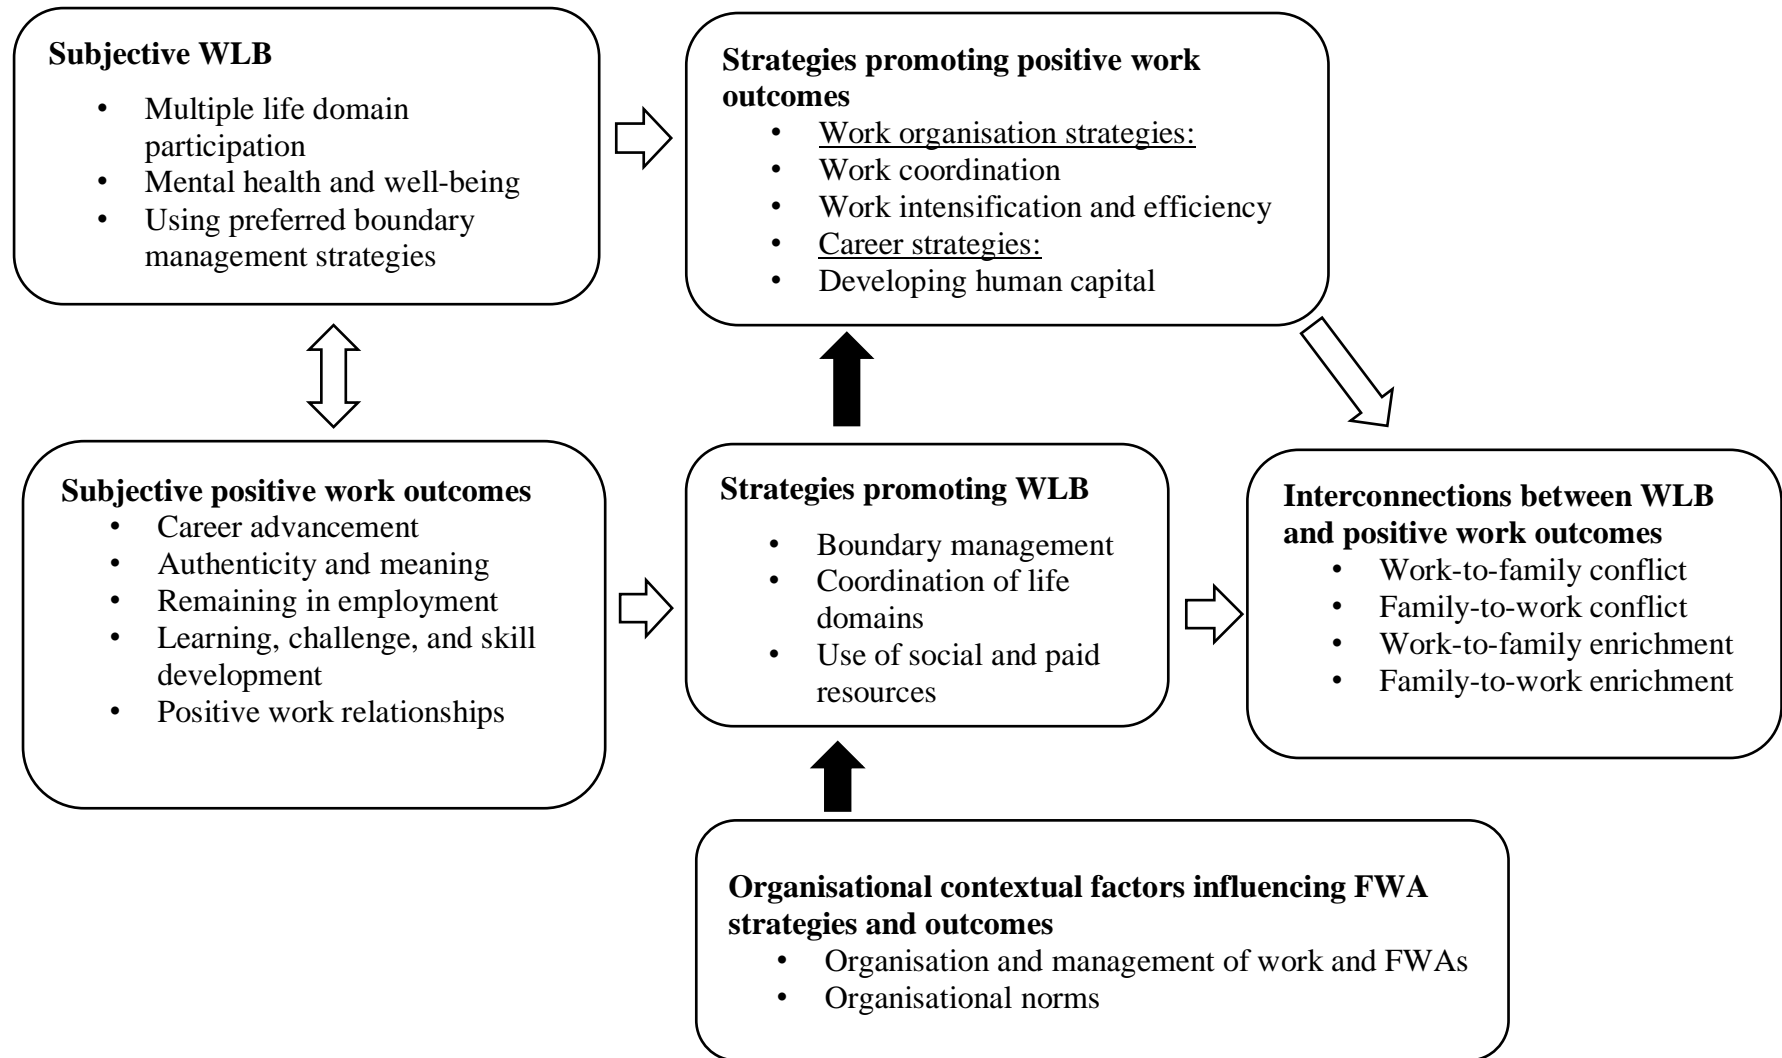 Subjective WLB
• Multiple life domain
participation
• Mental health and well-being
• Using preferred boundary
management strategies
Strategies promoting positive work
outcomes
• Work organisation strategies:
• Work coordination
• Work intensification and efficiency
• Career strategies:
• Developing human capital
Subjective positive work outcomes
• Career advancement
• Authenticity and meaning
• Remaining in employment
• Learning, challenge, and skill
development
• Positive work relationships
Strategies promoting WLB
• Boundary management
• Coordination of life
domains
• Use of social and paid
resources
Interconnections between WLB
and positive work outcomes
• Work-to-family conflict
• Family-to-work conflict
• Work-to-family enrichment
• Family-to-work enrichment
Organisational contextual factors influencing FWA
strategies and outcomes
• Organisation and management of work and FWAs
• Organisational norms